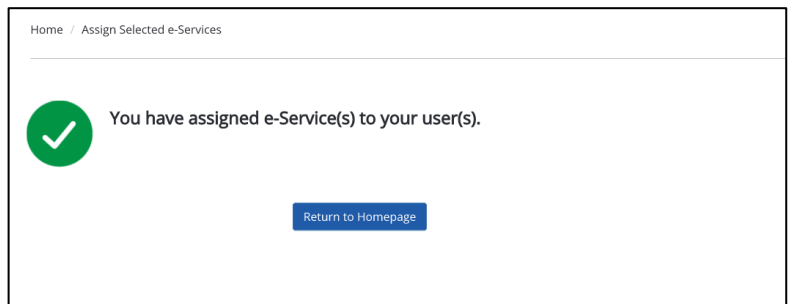 Home / Assign Selected e-Services
You have assigned e-Service(s) to your user(s).
Return to Homepage